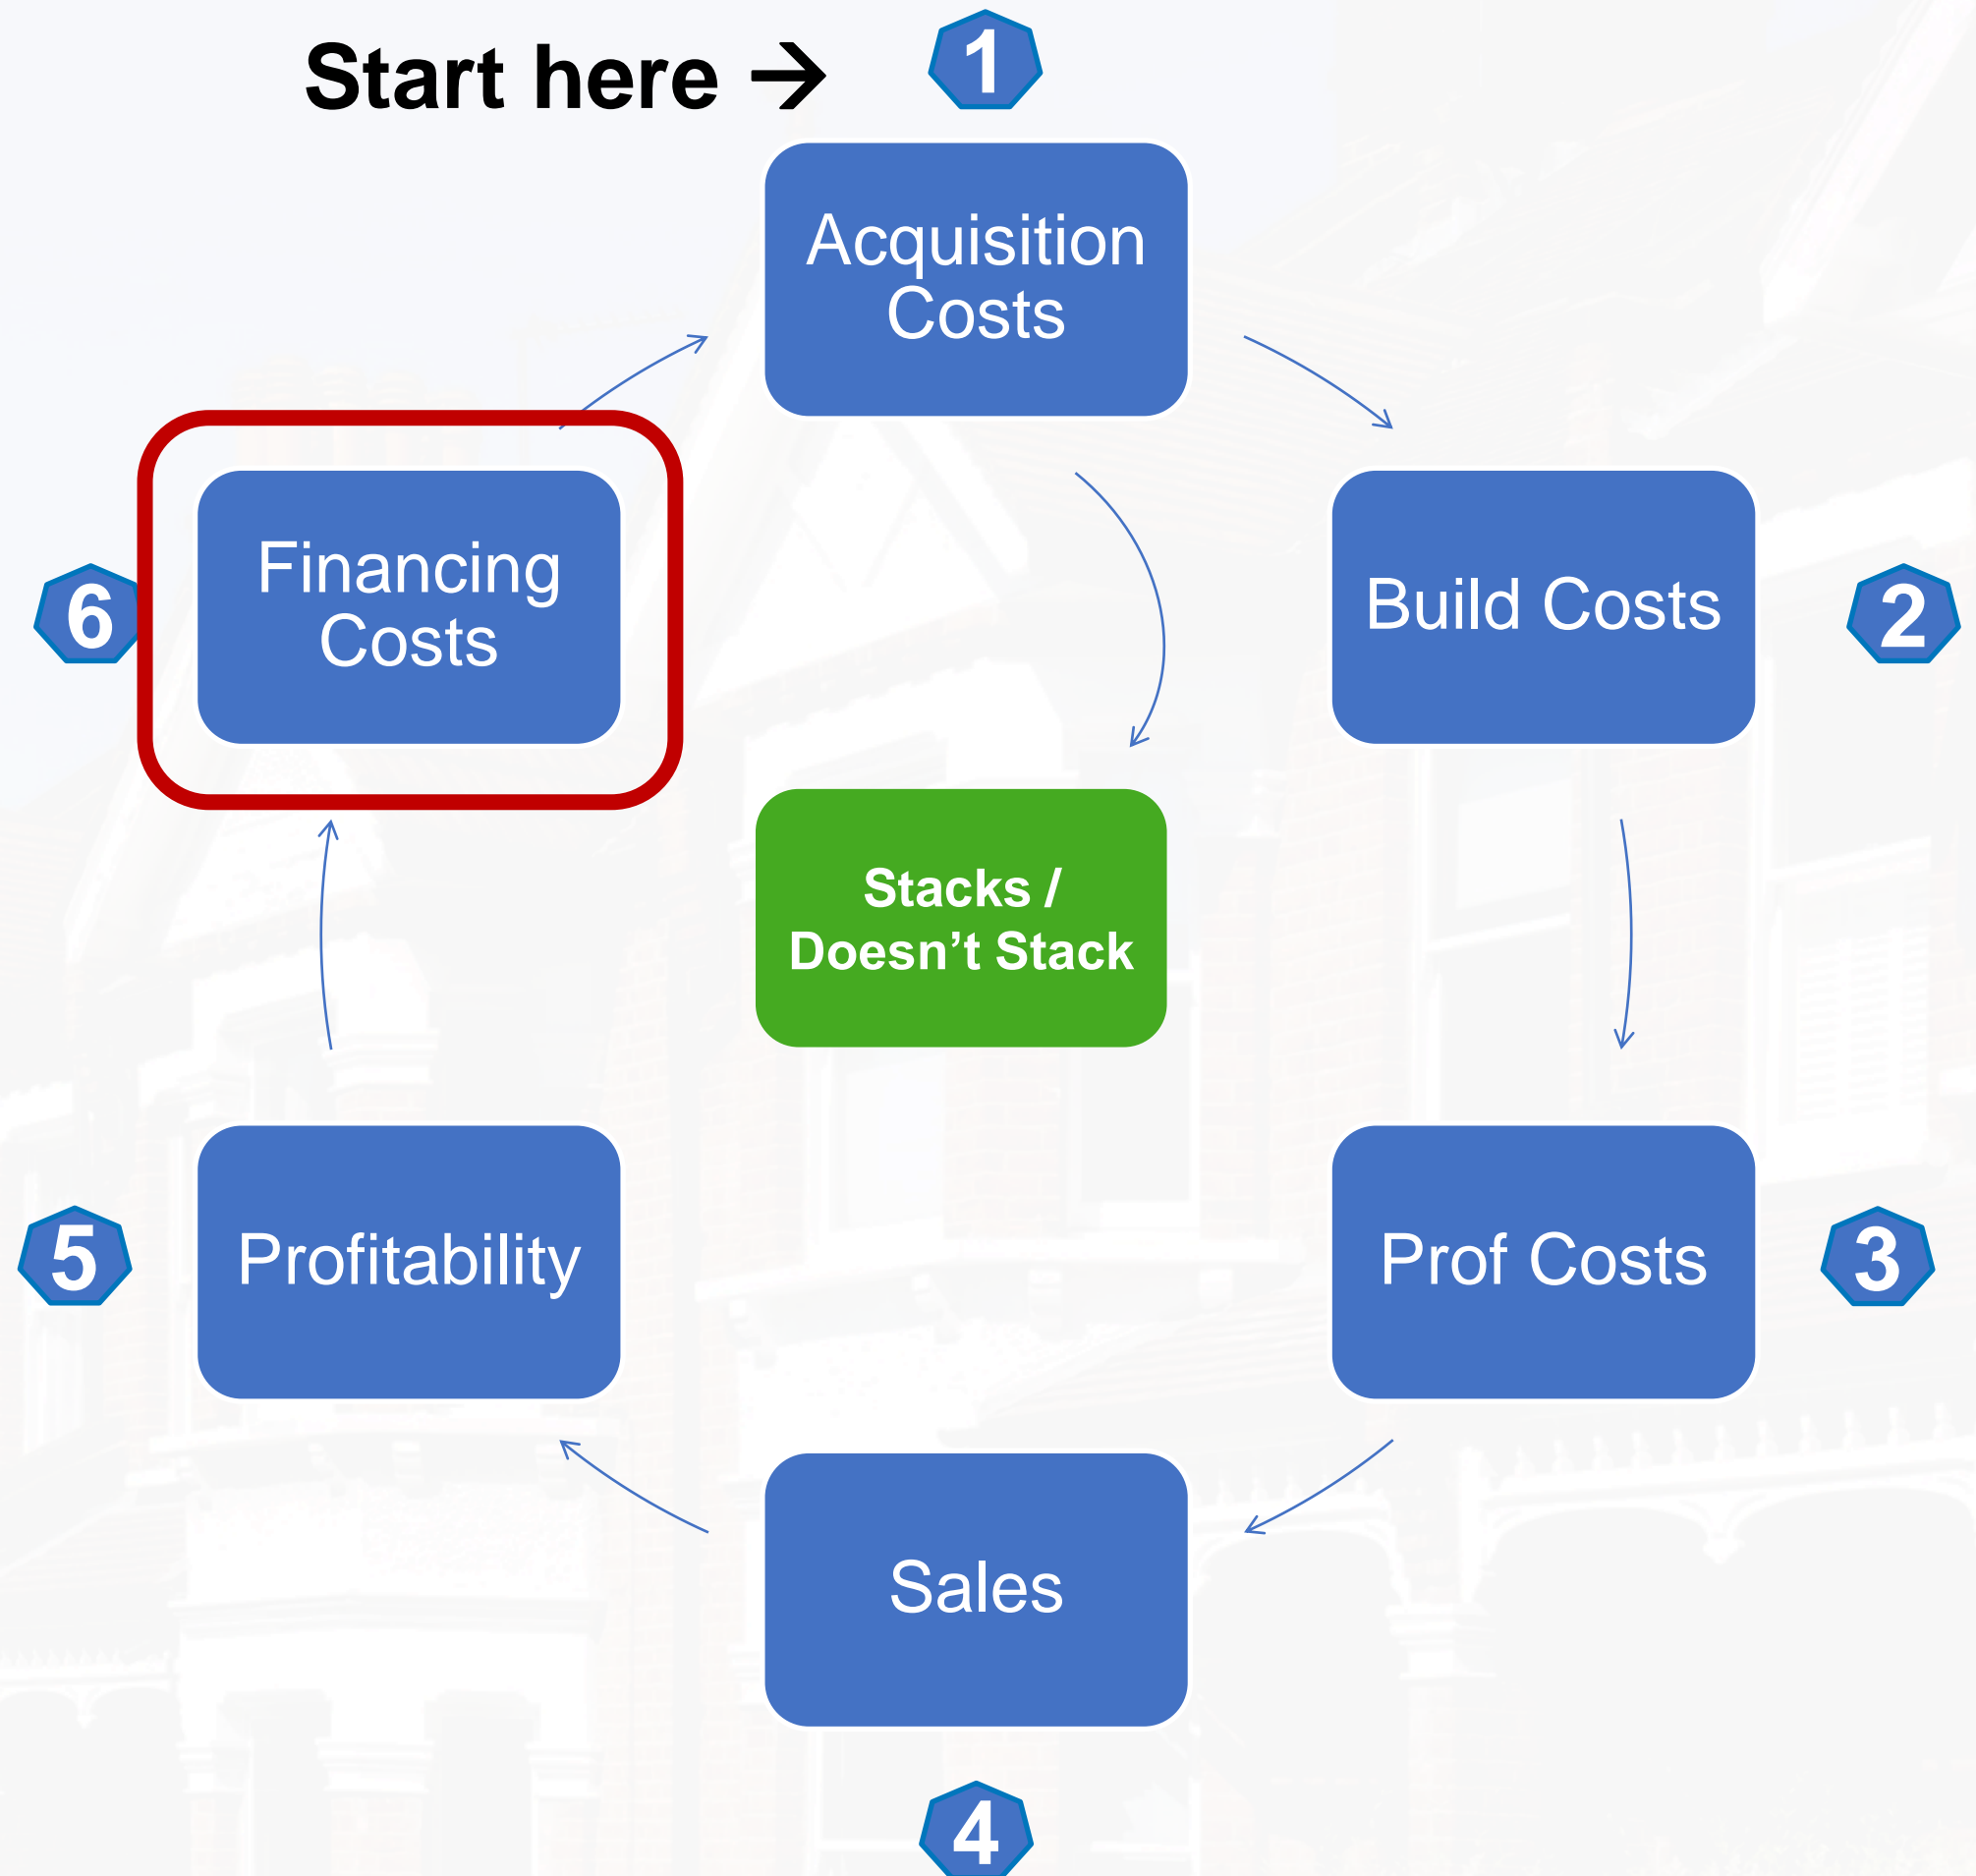 Start here →
1
Acquisition
Costs
Financing
Costs
6
Build Costs
2
Stacks /
Doesn’t Stack
5
Profitability
Prof Costs
3
Sales
4